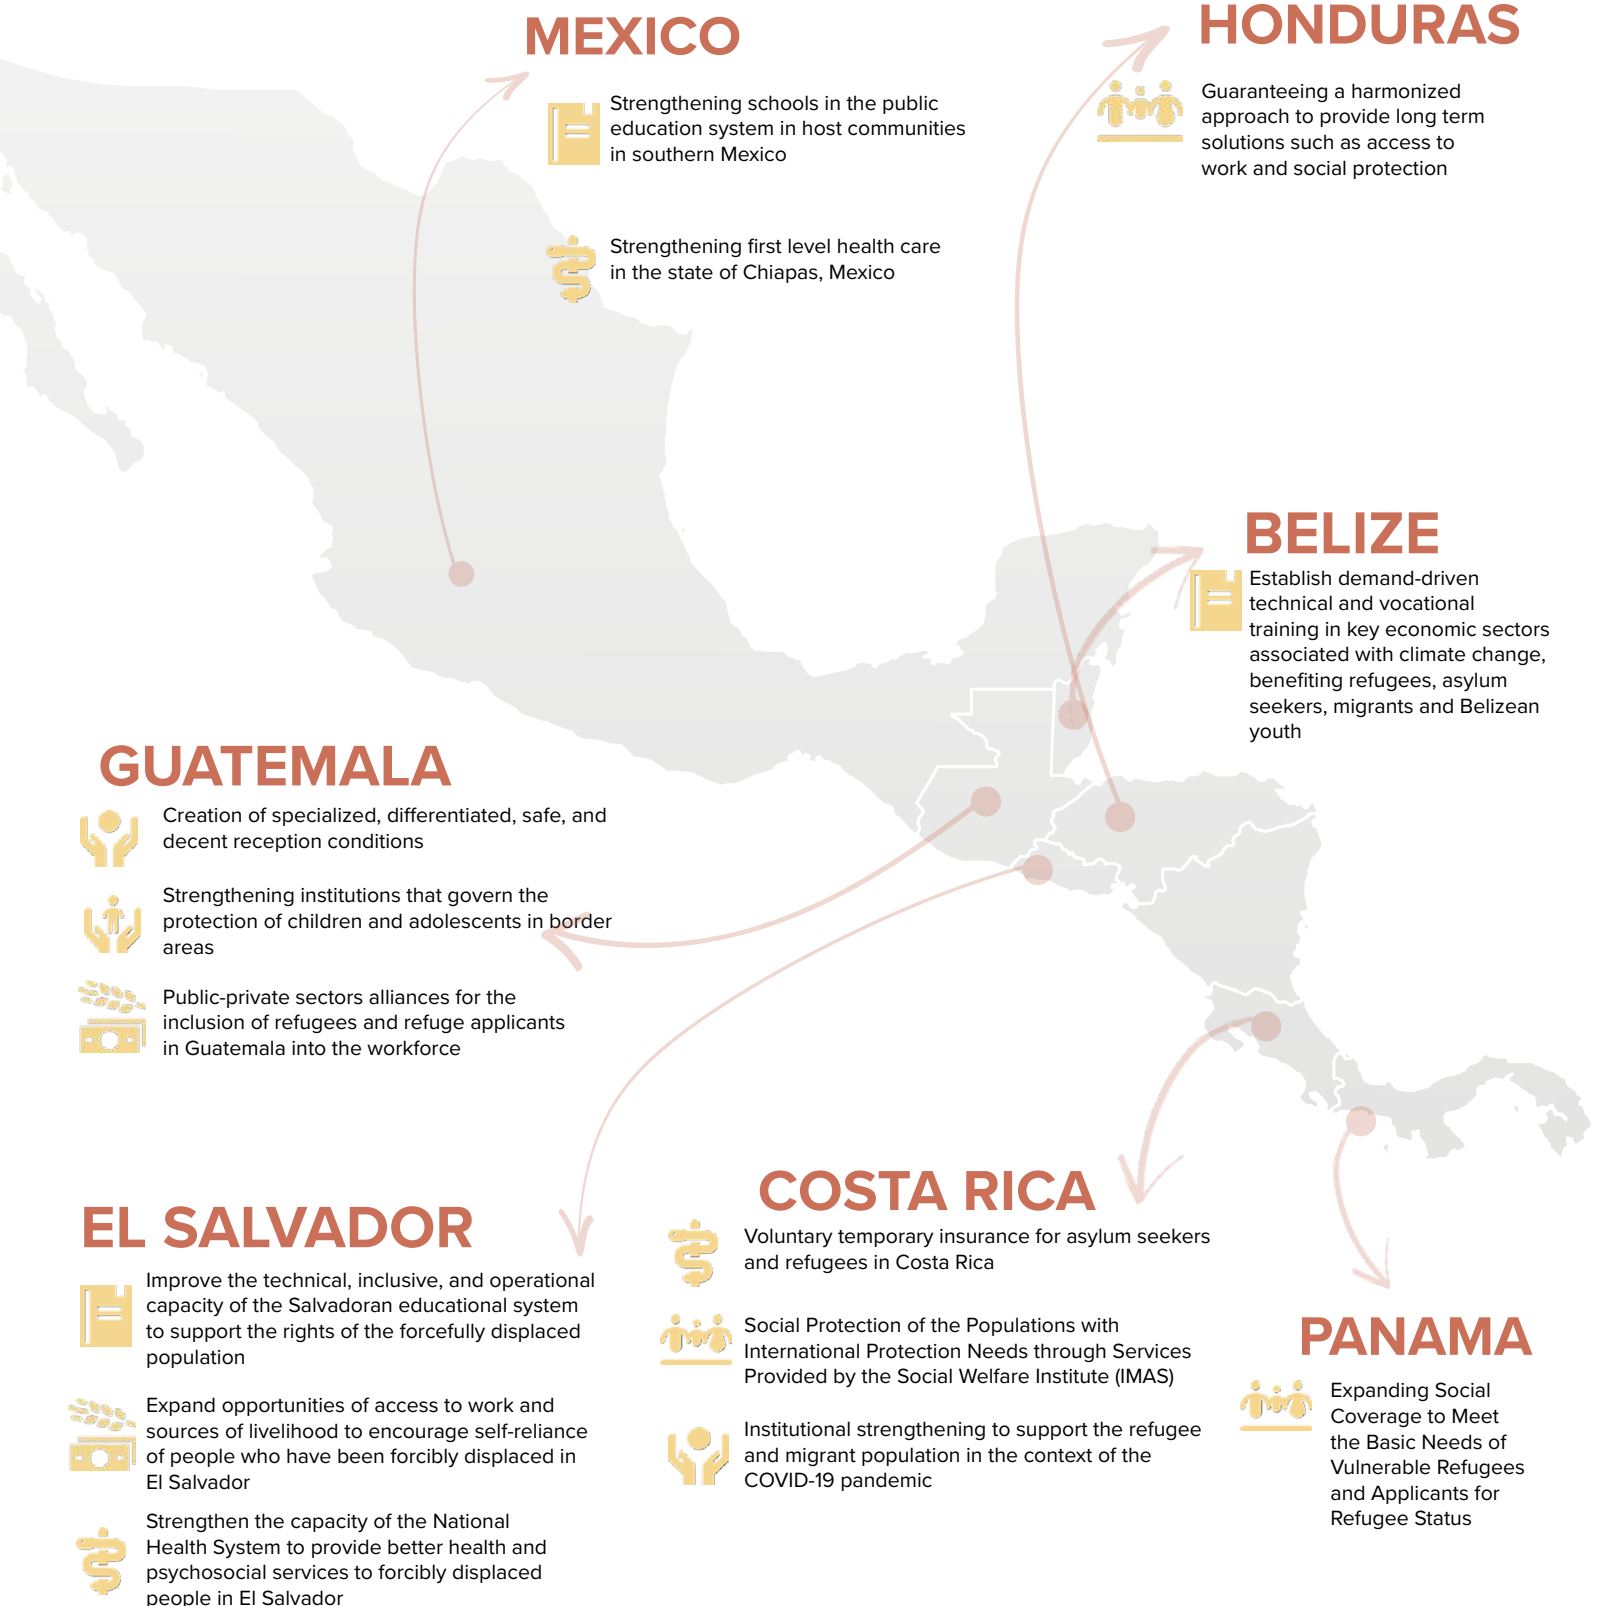 MEXICO
Strengthening schools in the public
education system in host communities
in southern Mexico
Strengthening first level health care
in the state of Chiapas, Mexico
HONDURAS
Guaranteeing a harmonized
approach to provide long term
solutions such as access to
work and social protection
BELIZE
Establish demand-driven
technical and vocational
training in key economic sectors
associated with climate change,
benefiting refugees, asylum
seekers, migrants and Belizean
youth
GUATEMALA
Creation of specialized, differentiated, safe, and
decent reception conditions
Strengthening institutions that govern the
protection of children and adolescents in border
areas
Public-private sectors alliances for the
inclusion of refugees and refuge applicants
in Guatemala into the workforce
EL SALVADOR
Improve the technical, inclusive, and operational
capacity of the Salvadoran educational system
to support the rights of the forcefully displaced
population
Expand opportunities of access to work and
sources of livelihood to encourage self-reliance
of people who have been forcibly displaced in
El Salvador
Strengthen the capacity of the National
Health System to provide better health and
psychosocial services to forcibly displaced
people in El Salvador
COSTA RICA
Voluntary temporary insurance for asylum seekers
and refugees in Costa Rica
Social Protection of the Populations with
International Protection Needs through Services
Provided by the Social Welfare Institute (IMAS)
Institutional strengthening to support the refugee
and migrant population in the context of the
COVID-19 pandemic
PANAMA
Expanding Social
Coverage to Meet
the Basic Needs of
Vulnerable Refugees
and Applicants for
Refugee Status